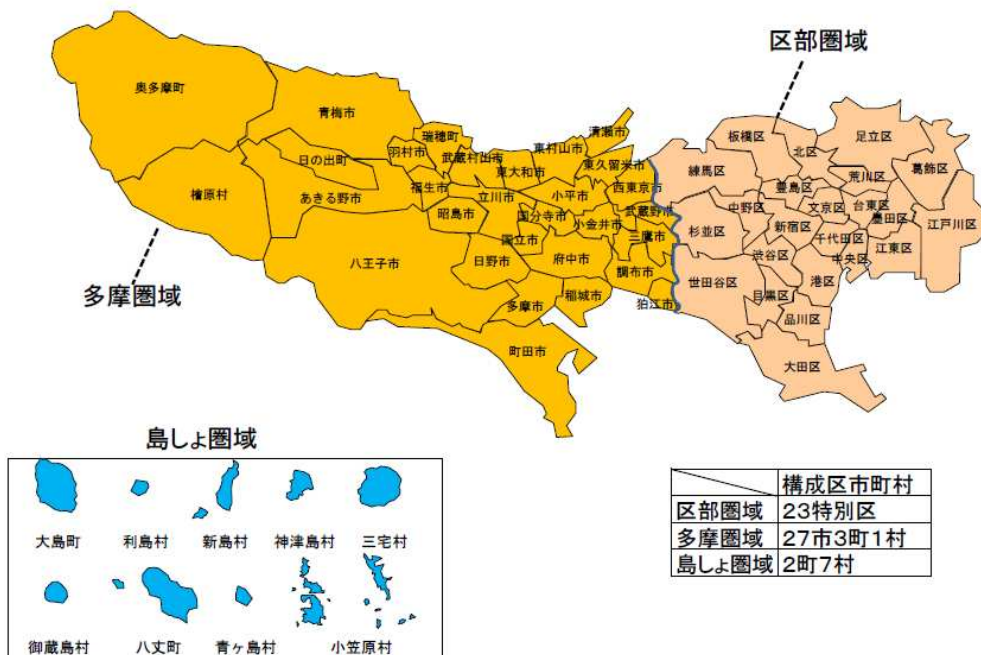 区部圏域
奥多摩町
青梅市
瑞穂町
羽村市
武蔵村山市
東大和市
東村山市
清瀬市
東久留米市
日の出町
檜原村
あきる野市
福生市
昭島市
立川市
小平市
西東京市
国分寺市
小金井市
武蔵野市
三鷹市
国立市
八王子市
日野市
府中市
調布市
狛江市
多摩市
稲城市
町田市
多摩圏域
板橋区
北区
足立区
葛飾区
練馬区
豊島区
荒川区
中野区
文京区
台東区
墨田区
江戸川区
杉並区
新宿区
千代田区
江東区
渋谷区
中央区
世田谷区
目黒区
港区
品川区
大田区
島しょ圏域
大島町
利島村
新島村
神津島村
三宅村
御蔵島村
八丈町
青ヶ島村
小笠原村
構成区市町村
区部圏域 23特別区
多摩圏域 27市3町1村
島しょ圏域 2町7村